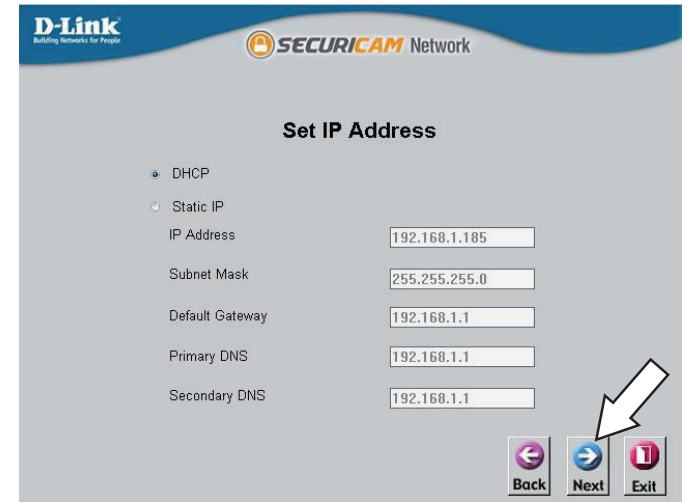 D-Link
Building Networks for People
SECURICAM Network
Set IP Address
DHCP
Static IP
IP Address 192.168.1.185
Subnet Mask 255.255.255.0
Default Gateway 192.168.1.1
Primary DNS 192.168.1.1
Secondary DNS 192.168.1.1
Back Next Exit